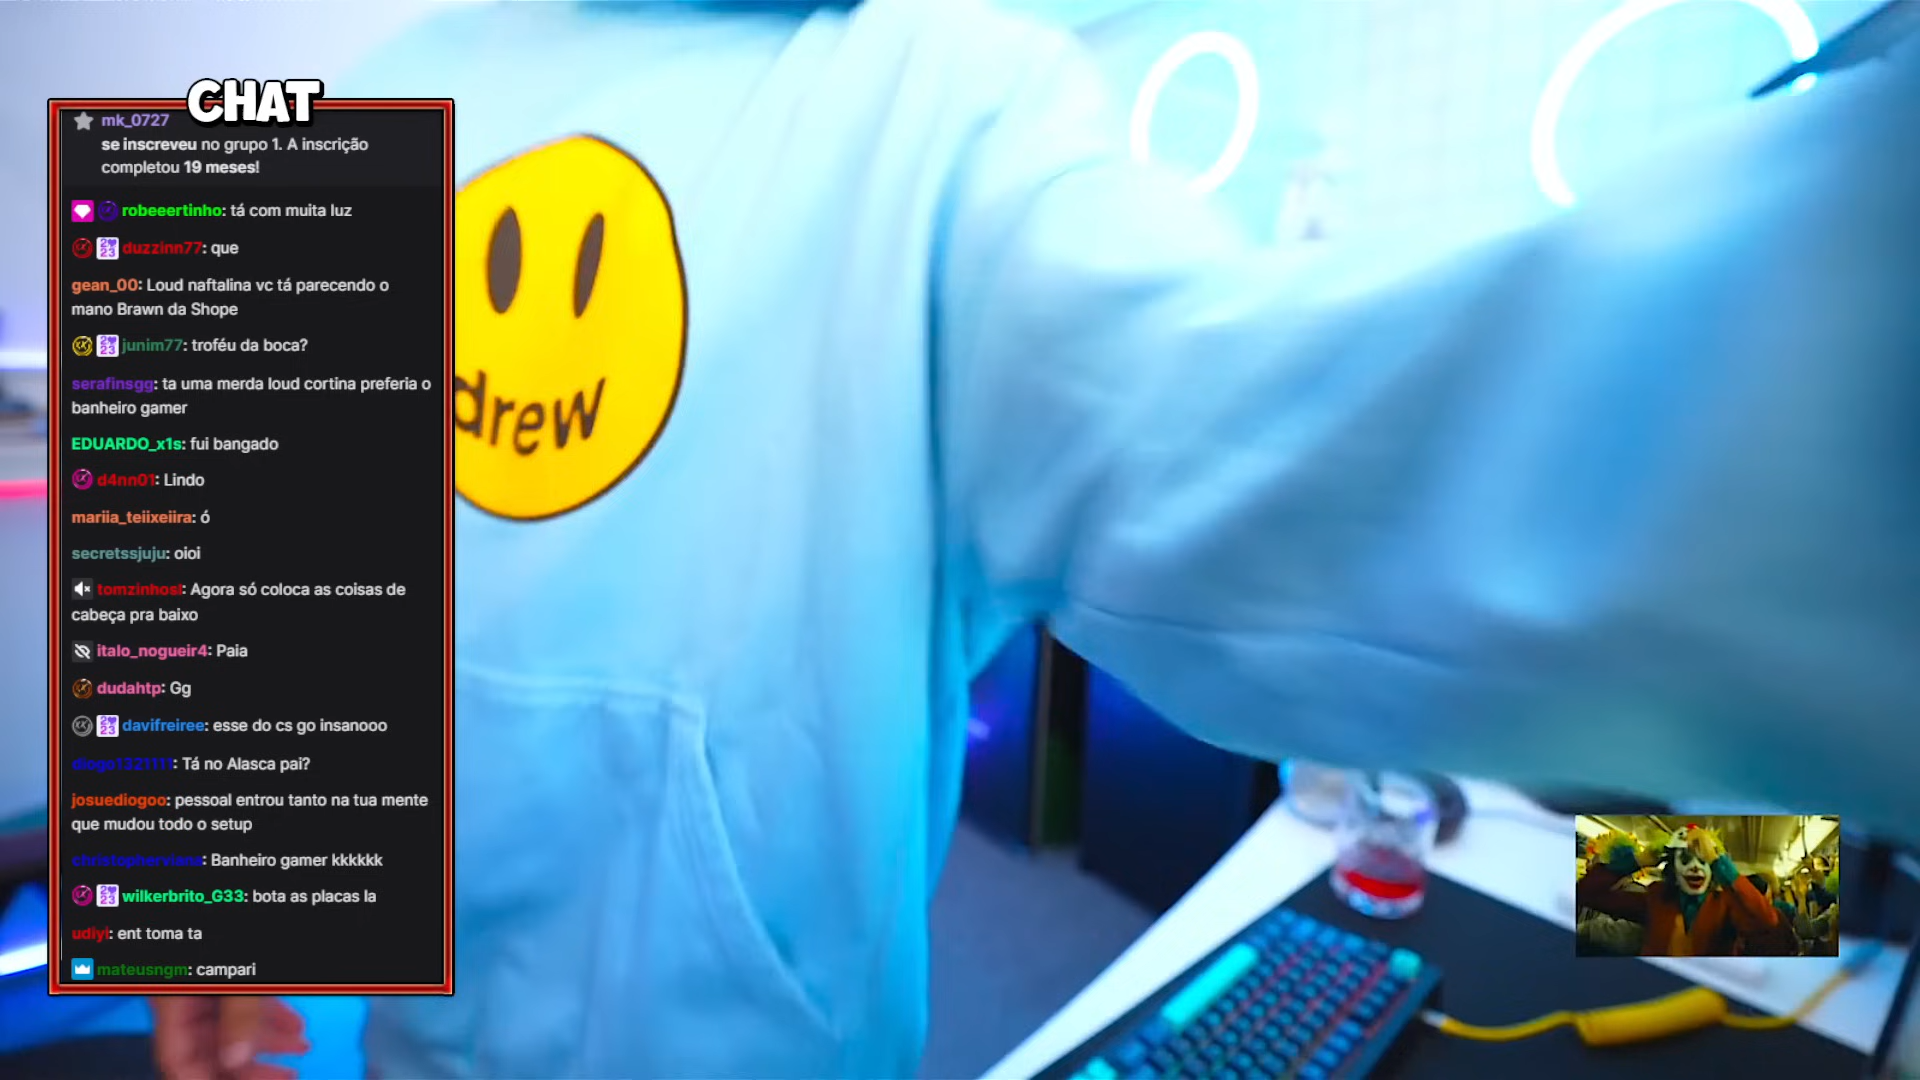 CHAT
mk_0727
se inscreveu no grupo 1. A inscrição
completou 19 meses!
robeeertinho: tá com muita luz
duzzinn77: que
gean_00: Loud naftalina vc tá parecendo o
mano Brawn da Shope
junim77: troféu da boca?
serafinsgg: ta uma merda loud cortina preferia o
banheiro gamer
EDUARDO_x1s: fui bangado
d4nn01: Lindo
mariia_teiixeiira: ó
secretssjuju: oioi
tomzinhosl: Agora só coloca as coisas de
cabeça pra baixo
italo_nogueir4: Paia
dudahtp: Gg
davifreiree: esse do cs go insanooo
diogo1321111: Tá no Alasca pai?
josuediogoo: pessoal entrou tanto na tua mente
que mudou todo o setup
christopherviana: Banheiro gamer kkkkkk
wilkerbrito_G33: bota as placas la
udiyi: ent toma ta
mateusngm: campari
drew